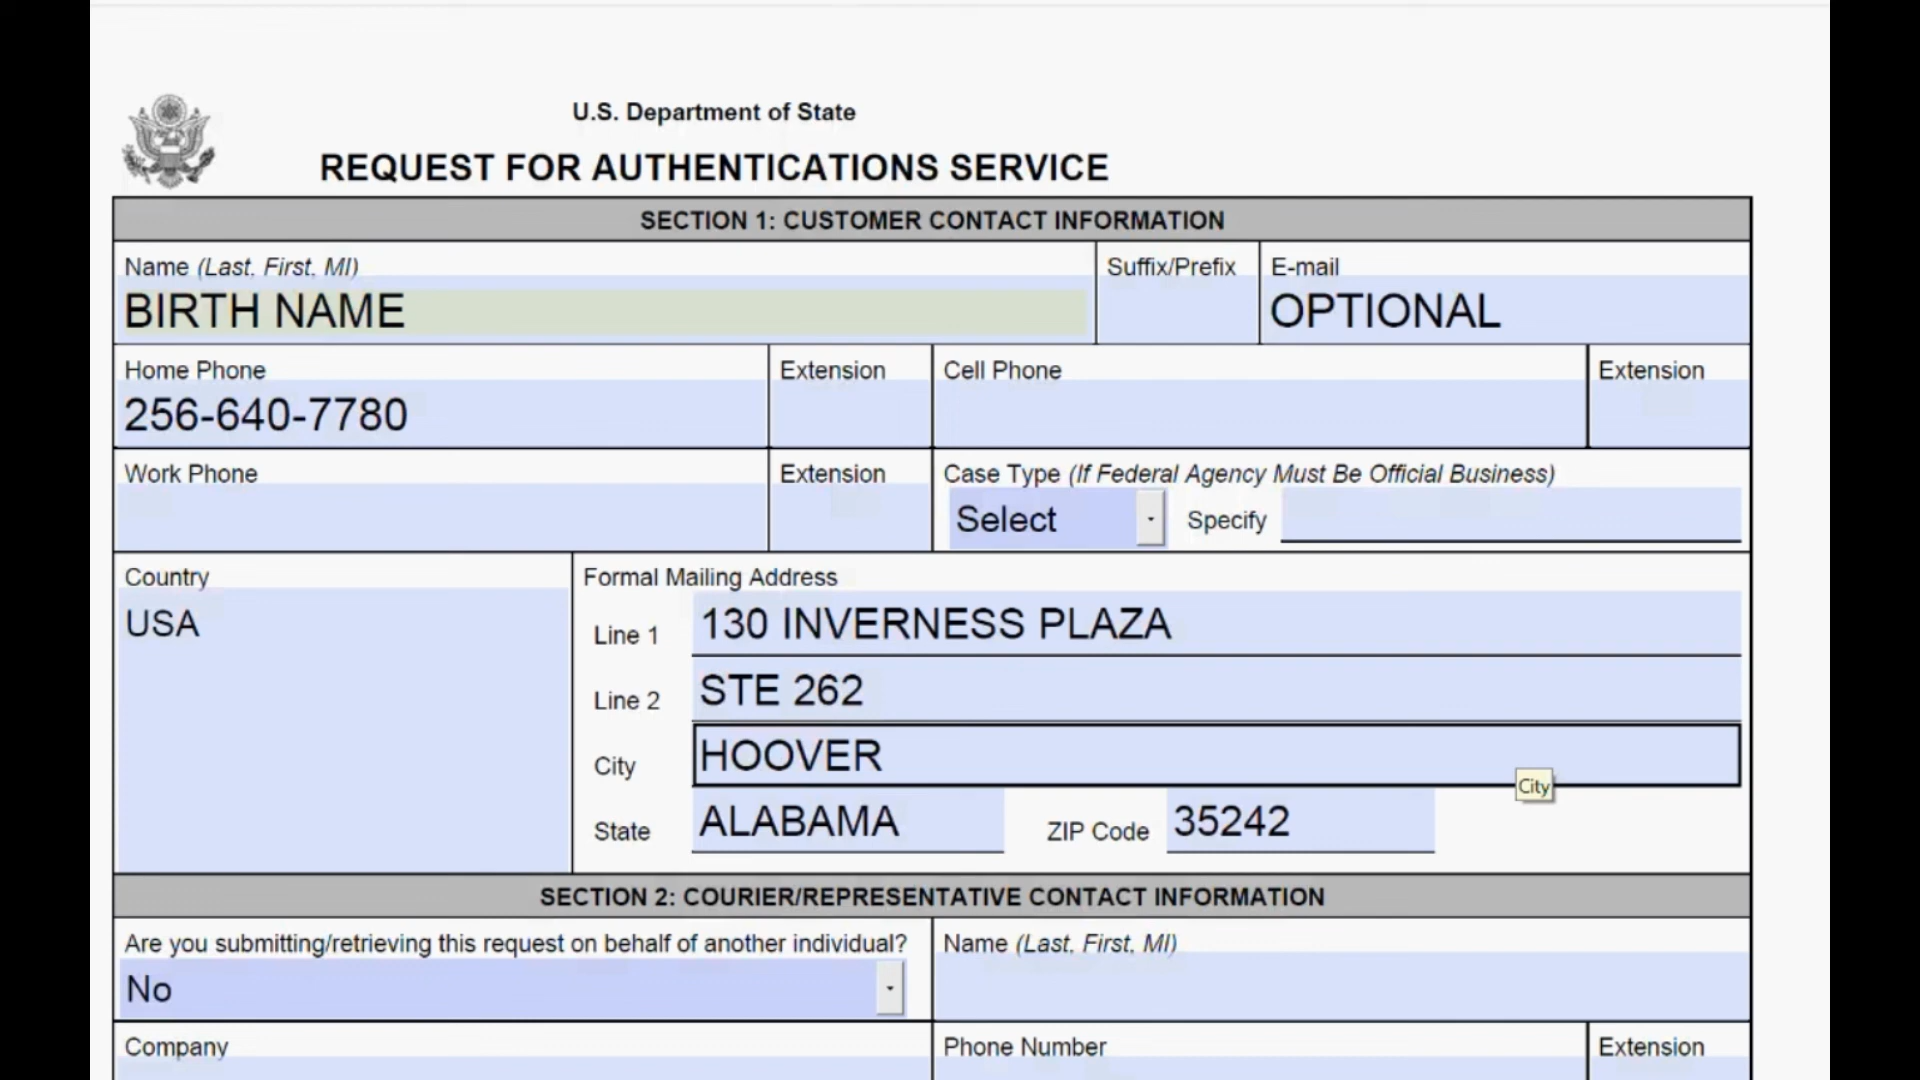 U.S. Department of State
REQUEST FOR AUTHENTICATIONS SERVICE
SECTION 1: CUSTOMER CONTACT INFORMATION
Name (Last, First, MI) Suffix/Prefix E-mail
BIRTH NAME OPTIONAL
Home Phone Extension Cell Phone Extension
256-640-7780
Work Phone Extension Case Type (If Federal Agency Must Be Official Business)
Select Specify
Country Formal Mailing Address
USA Line 1 130 INVERNESS PLAZA
Line 2 STE 262
City HOOVER
City
State ALABAMA ZIP Code 35242
SECTION 2: COURIER/REPRESENTATIVE CONTACT INFORMATION
Are you submitting/retrieving this request on behalf of another individual? Name (Last, First, MI)
No
Company Phone Number Extension